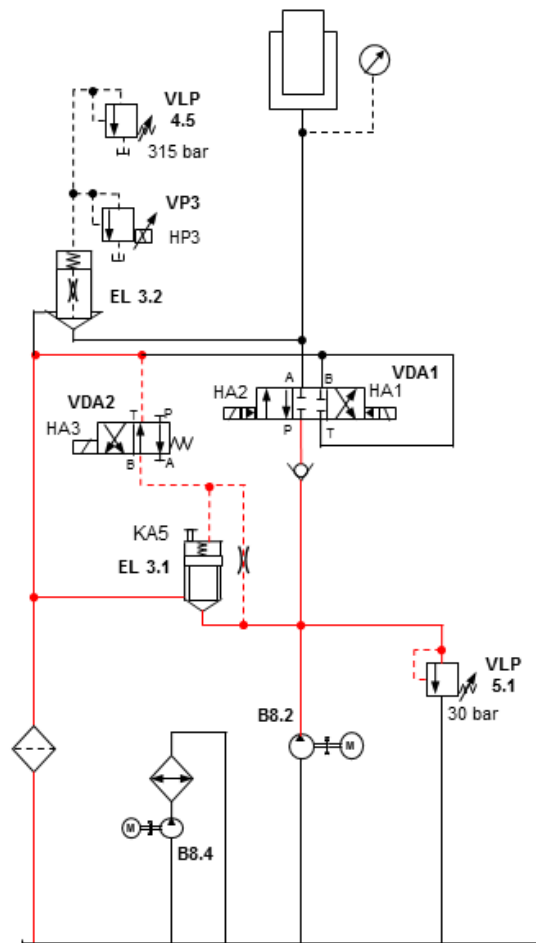 VLP
4.5
315 bar
VP3
HP3
EL 3.2
A
B
VDA1
HA2
HA1
P
T
VDA2
T
P
HA3
B
A
KA5
EL 3.1
VLP
5.1
30 bar
B8.2
M
M
B8.4